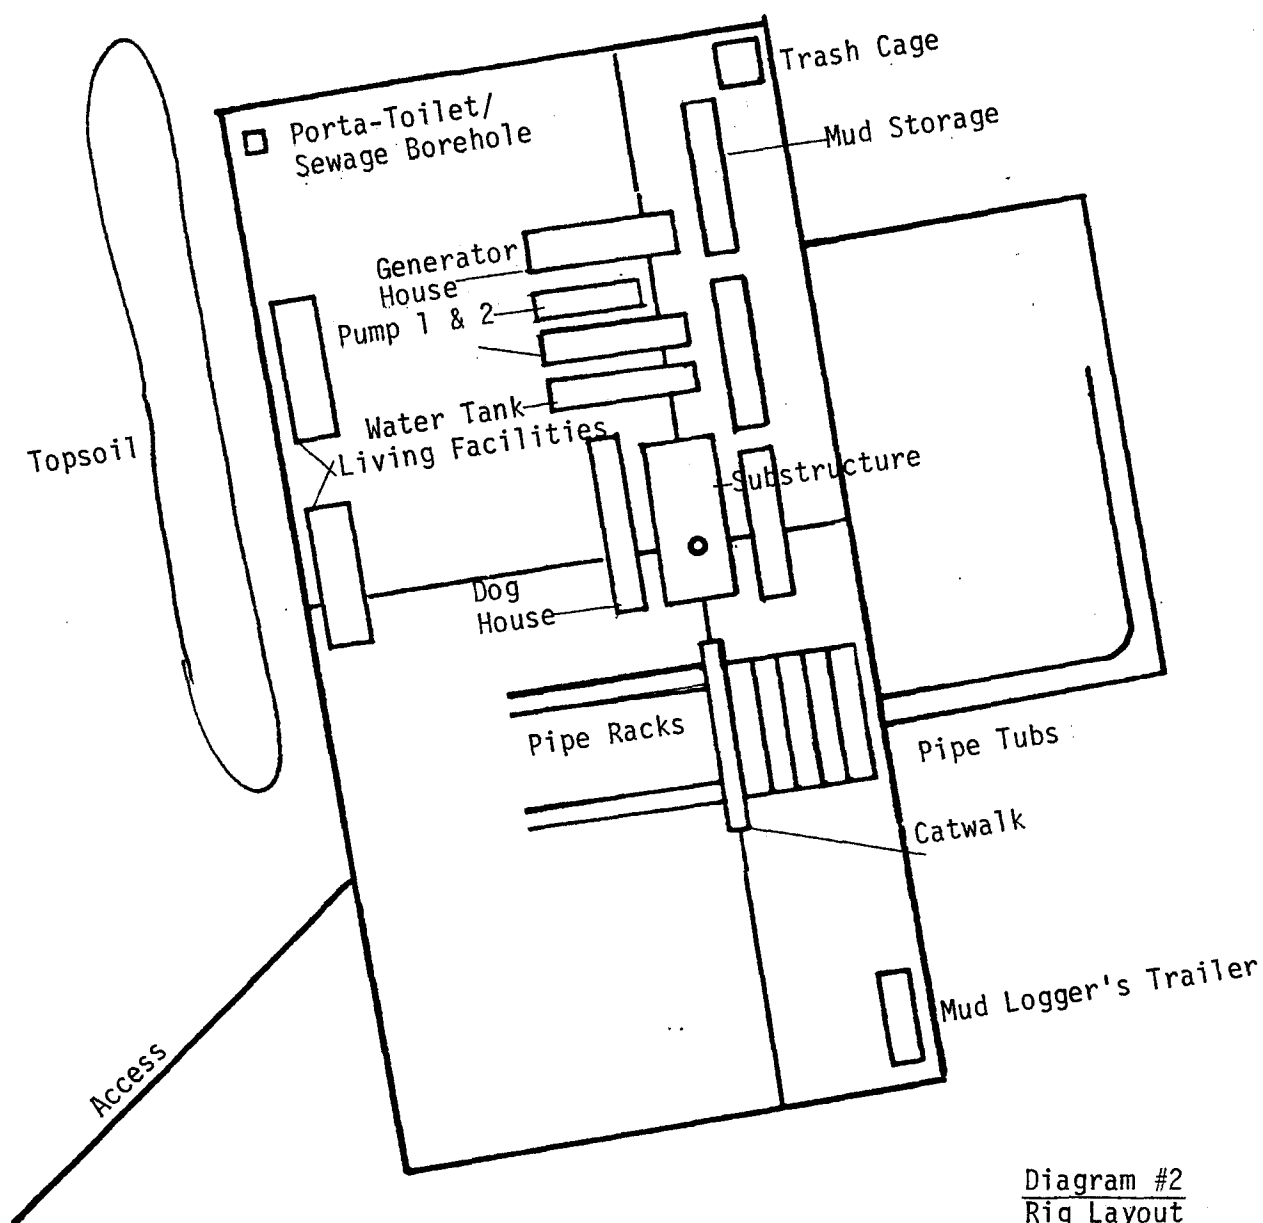 Trash Cage
Porta-Toilet/
Sewage Borehole
Mud Storage
Generator
House
Pump 1 & 2
Water Tank
Living Facilities
Topsoil
Substructure
Dog
House
Pipe Racks
Pipe Tubs
Catwalk
Mud Logger's Trailer
Access
Diagram #2
Rig Layout